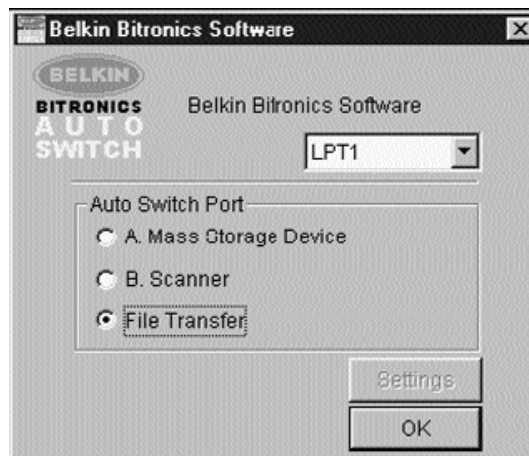 Belkin Bitronics Software
BELKIN
BITRONICS
AUTO
SWITCH
Belkin Bitronics Software
LPT1
Auto Switch Port
A. Mass Storage Device
B. Scanner
File Transfer
Settings
OK